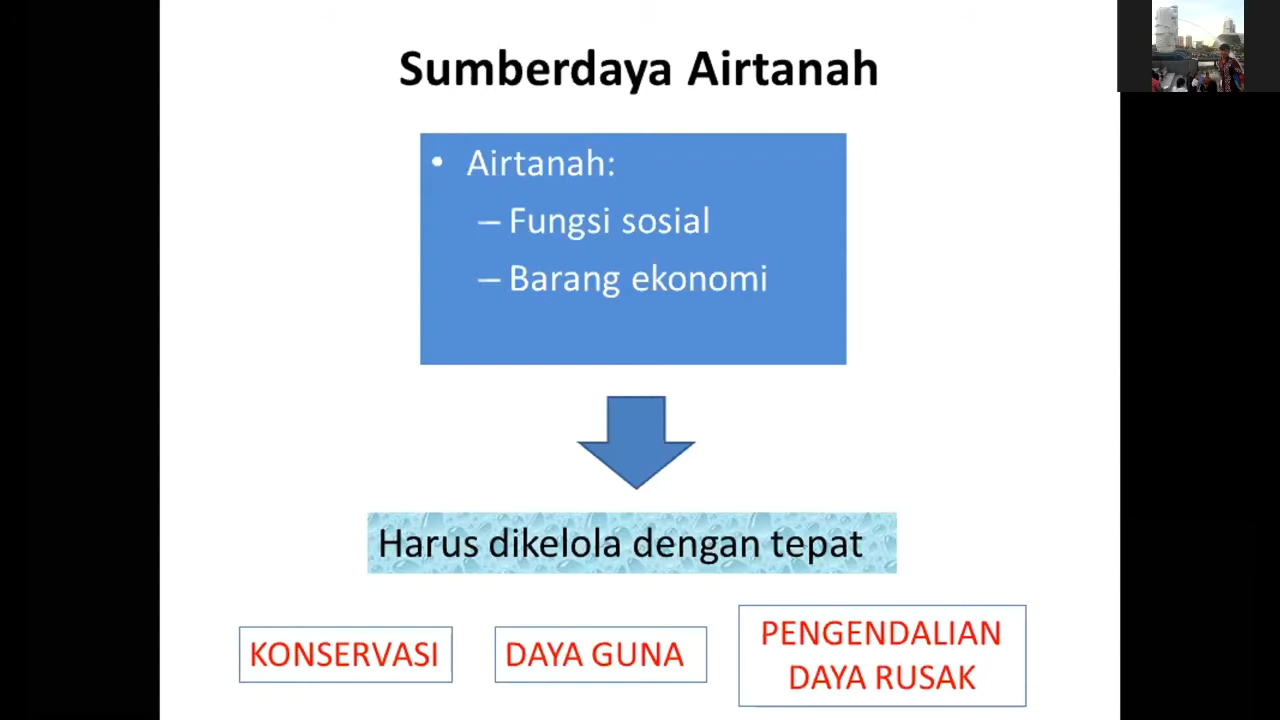 Sumberdaya Airtanah
• Airtanah:
– Fungsi sosial
– Barang ekonomi
Harus dikelola dengan tepat
KONSERVASI
DAYA GUNA
PENGENDALIAN
DAYA RUSAK